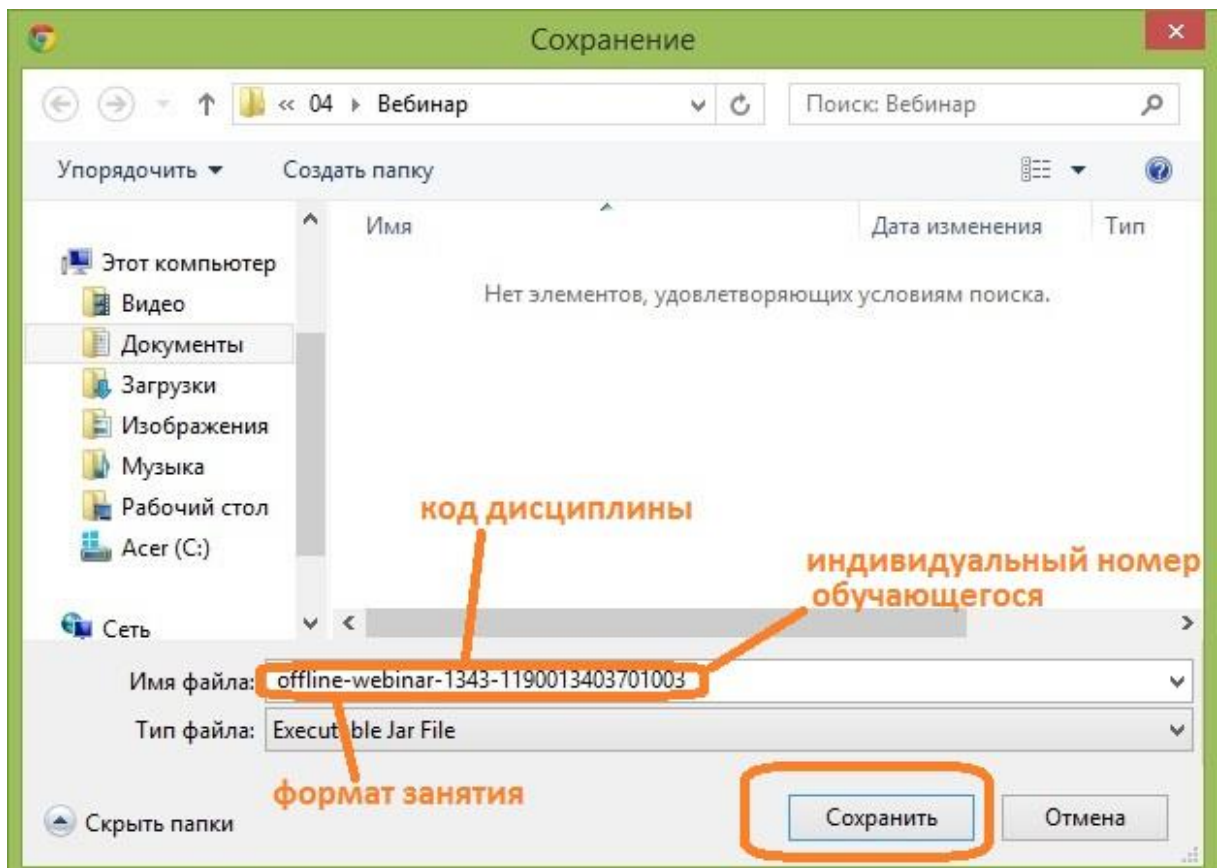 Сохранение
« 04 Вебинар
Поиск: Вебинар
Упорядочить Создать папку
Имя Дата изменения Тип
Этот компьютер
Нет элементов, удовлетворяющих условиям поиска.
Видео
Документы
Загрузки
Изображения
Музыка
Рабочий стол
код дисциплины
Acer (C:)
индивидуальный номер
обучающегося
Сеть
Имя файла: offline-webinar-1343-1190013403701003
Тип файла: Executable Jar File
формат занятия
Скрыть папки
Сохранить Отмена